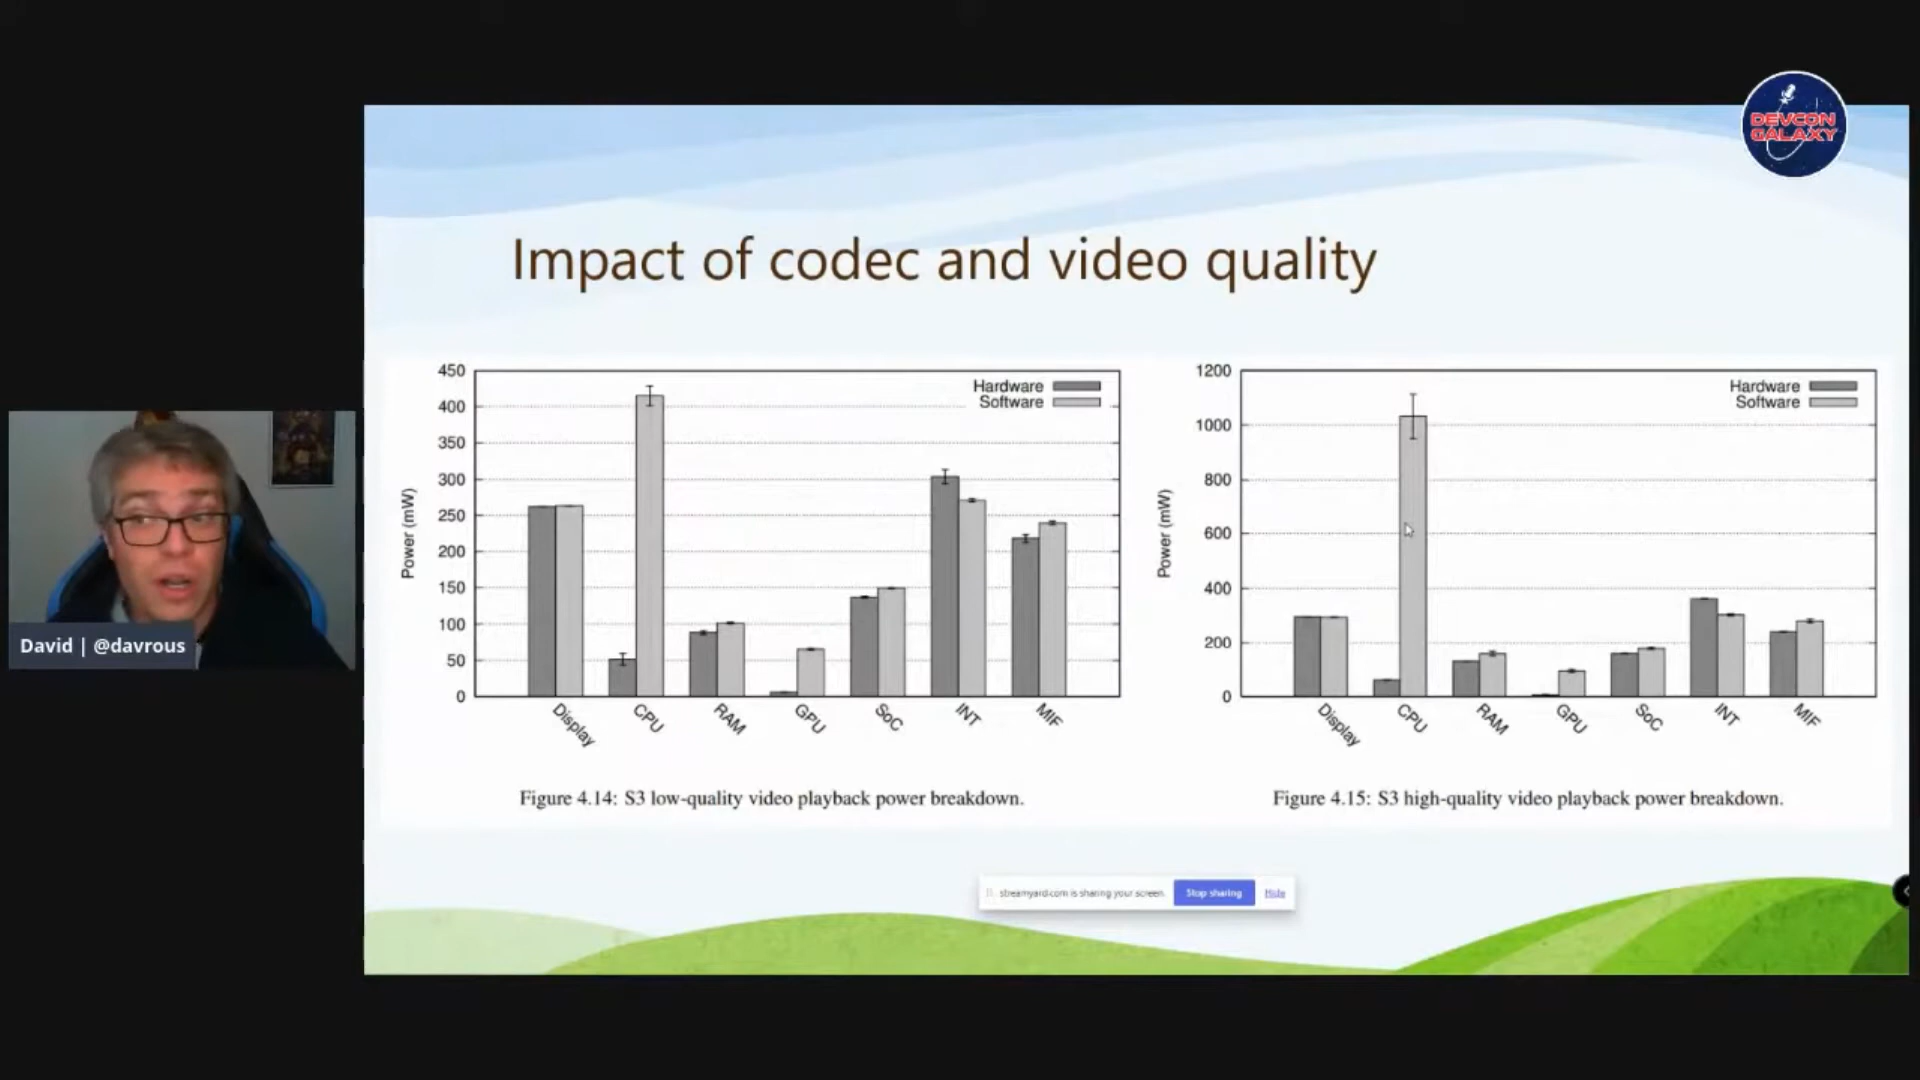 DEVCON
GALAXY
Impact of codec and video quality
450
400
350
300
250
200
150
100
50
0
Power (mW)
Hardware
Software
Display
CPU
RAM
GPU
SoC
INT
MIF
Figure 4.14: S3 low-quality video playback power breakdown.
1200
1000
800
600
400
200
0
Power (mW)
Hardware
Software
Display
CPU
RAM
GPU
SoC
INT
MIF
Figure 4.15: S3 high-quality video playback power breakdown.
David | @davrous
streamyard.com is sharing your screen.
Stop sharing
Hide